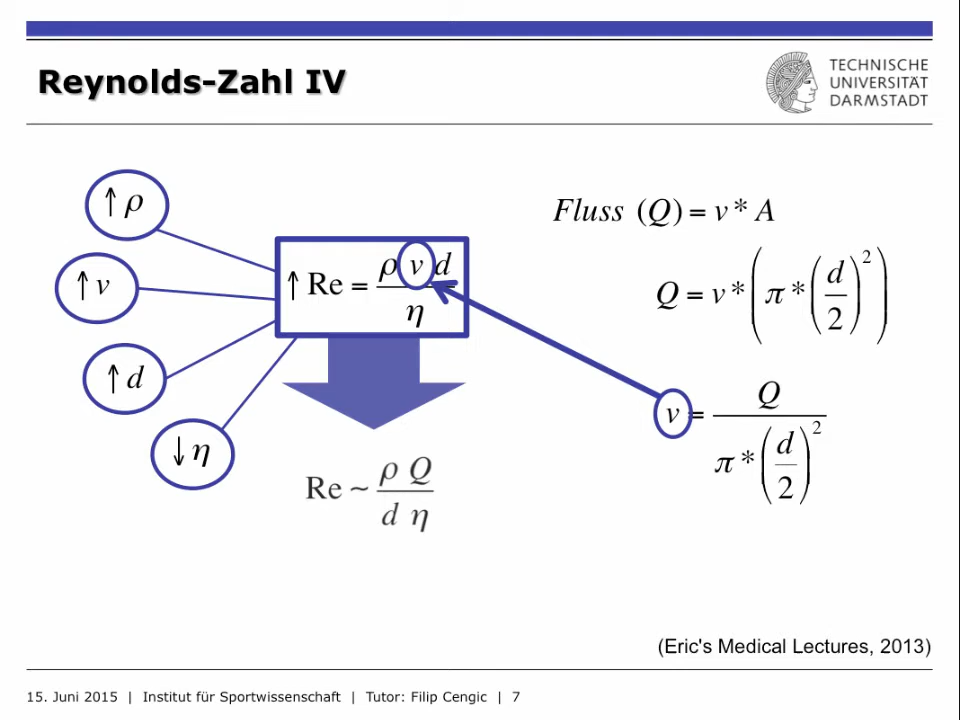 Reynolds-Zahl IV
TECHNISCHE
UNIVERSITÄT
DARMSTADT
↑ ρ
↑ v
↑ d
↓ η
↑ Re = ρ v d / η
Re ~ ρ Q / d η
Fluss (Q) = v * A
Q = v * (π * (d / 2)²)
v = Q / π * (d / 2)²
(Eric's Medical Lectures, 2013)
15. Juni 2015 | Institut für Sportwissenschaft | Tutor: Filip Cengic | 7